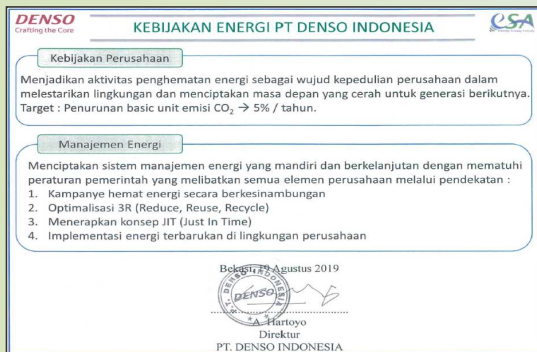 DENSO
Crafting the Core
KEBIJAKAN ENERGI PT DENSO INDONESIA
CSA
Kebijakan Perusahaan
Menjadikan aktivitas penghematan energi sebagai wujud kepedulian perusahaan dalam
melestarikan lingkungan dan menciptakan masa depan yang cerah untuk generasi berikutnya.
Target : Penurunan basic unit emisi CO₂ → 5% / tahun.
Manajemen Energi
Menciptakan sistem manajemen energi yang mandiri dan berkelanjutan dengan mematuhi
peraturan pemerintah yang melibatkan semua elemen perusahaan melalui pendekatan :
1. Kampanye hemat energi secara berkesinambungan
2. Optimalisasi 3R (Reduce, Reuse, Recycle)
3. Menerapkan konsep JIT (Just In Time)
4. Implementasi energi terbarukan di lingkungan perusahaan
Bekasi, 19 Agustus 2019
DENSO
A. Hartoyo
Direktur
PT. DENSO INDONESIA